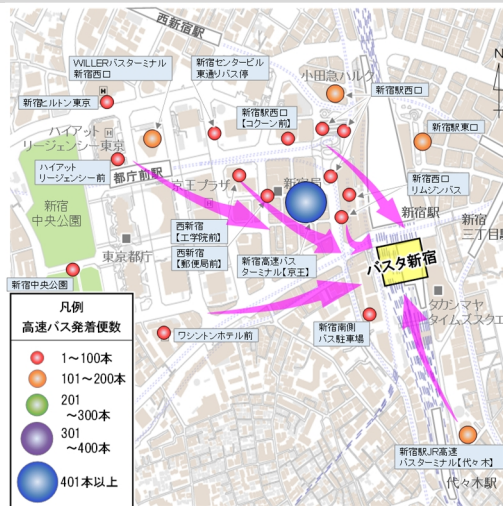 西新宿駅
WILLERバスターミナル
新宿西口
新宿センタービル
東通りバス停
小田急ハルク
N
新宿ヒルトン東京
H
新宿駅西口
【コクーン前】
新宿駅西口
新宿駅東口
ハイアット
リージェンシー東京
H
ハイアット
リージェンシー前
都庁前駅
京王プラザ
新宿局
新宿西口
リムジンバス
新宿
中央公園
新宿駅
新宿
三丁目駅
西新宿
【工学院前】
西新宿
【郵便局前】
新宿高速バス
ターミナル【京王】
バスタ新宿
東京都庁
新宿中央公園
タカシマヤ
タイムズスクエ
凡例
高速バス発着便数
1～100本
101～200本
201
～300本
301
～400本
401本以上
ワシントンホテル前
新宿南側
バス駐車場
新宿駅JR高速
バスターミナル【代々木】
代々木駅